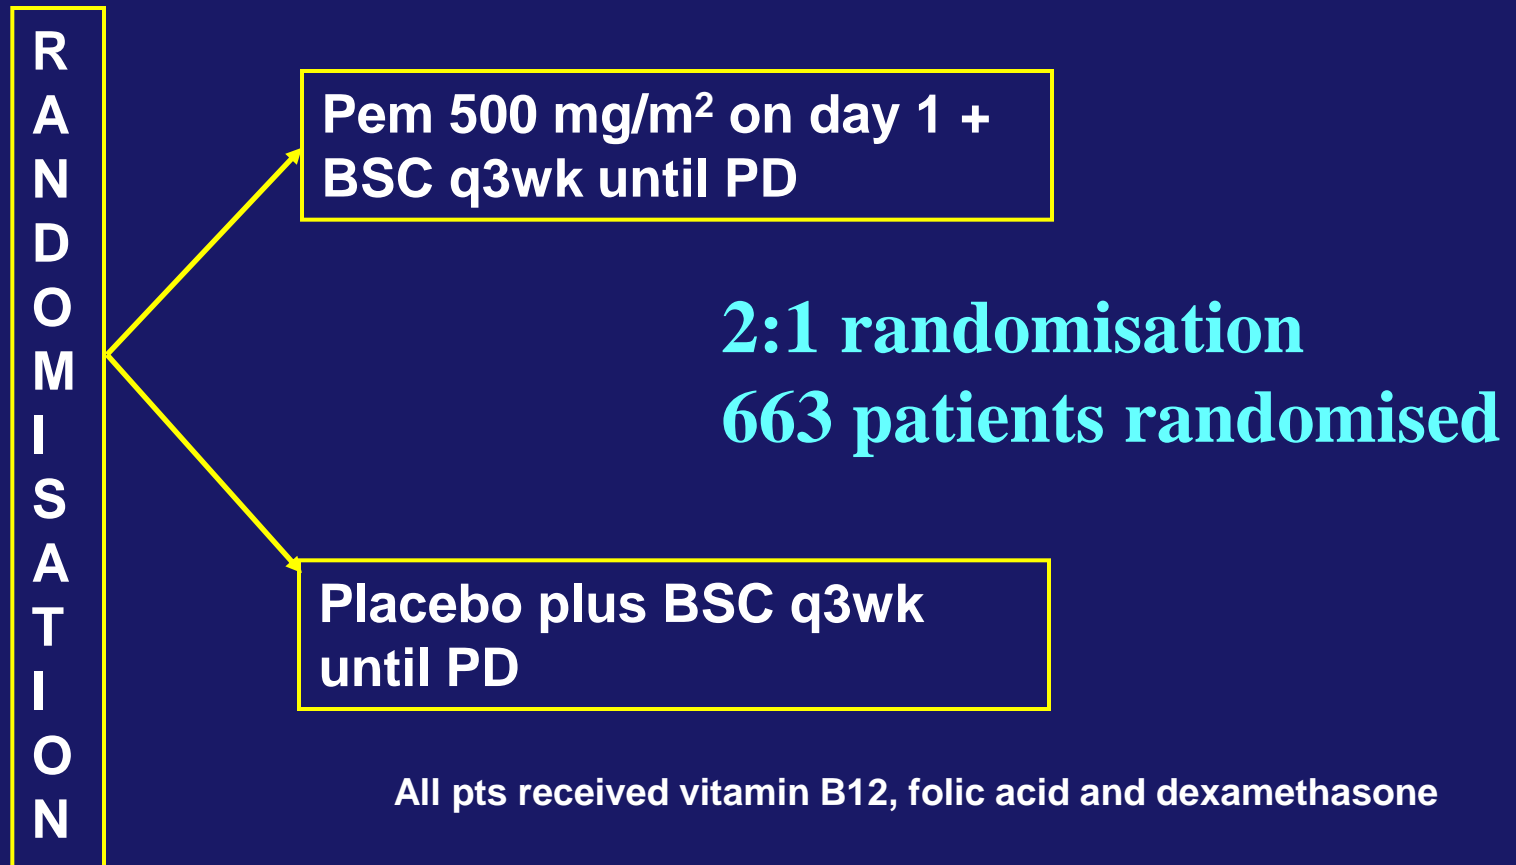 RANDOMISATION
Pem 500 mg/m² on day 1 +
BSC q3wk until PD
2:1 randomisation
663 patients randomised
Placebo plus BSC q3wk
until PD
All pts received vitamin B12, folic acid and dexamethasone